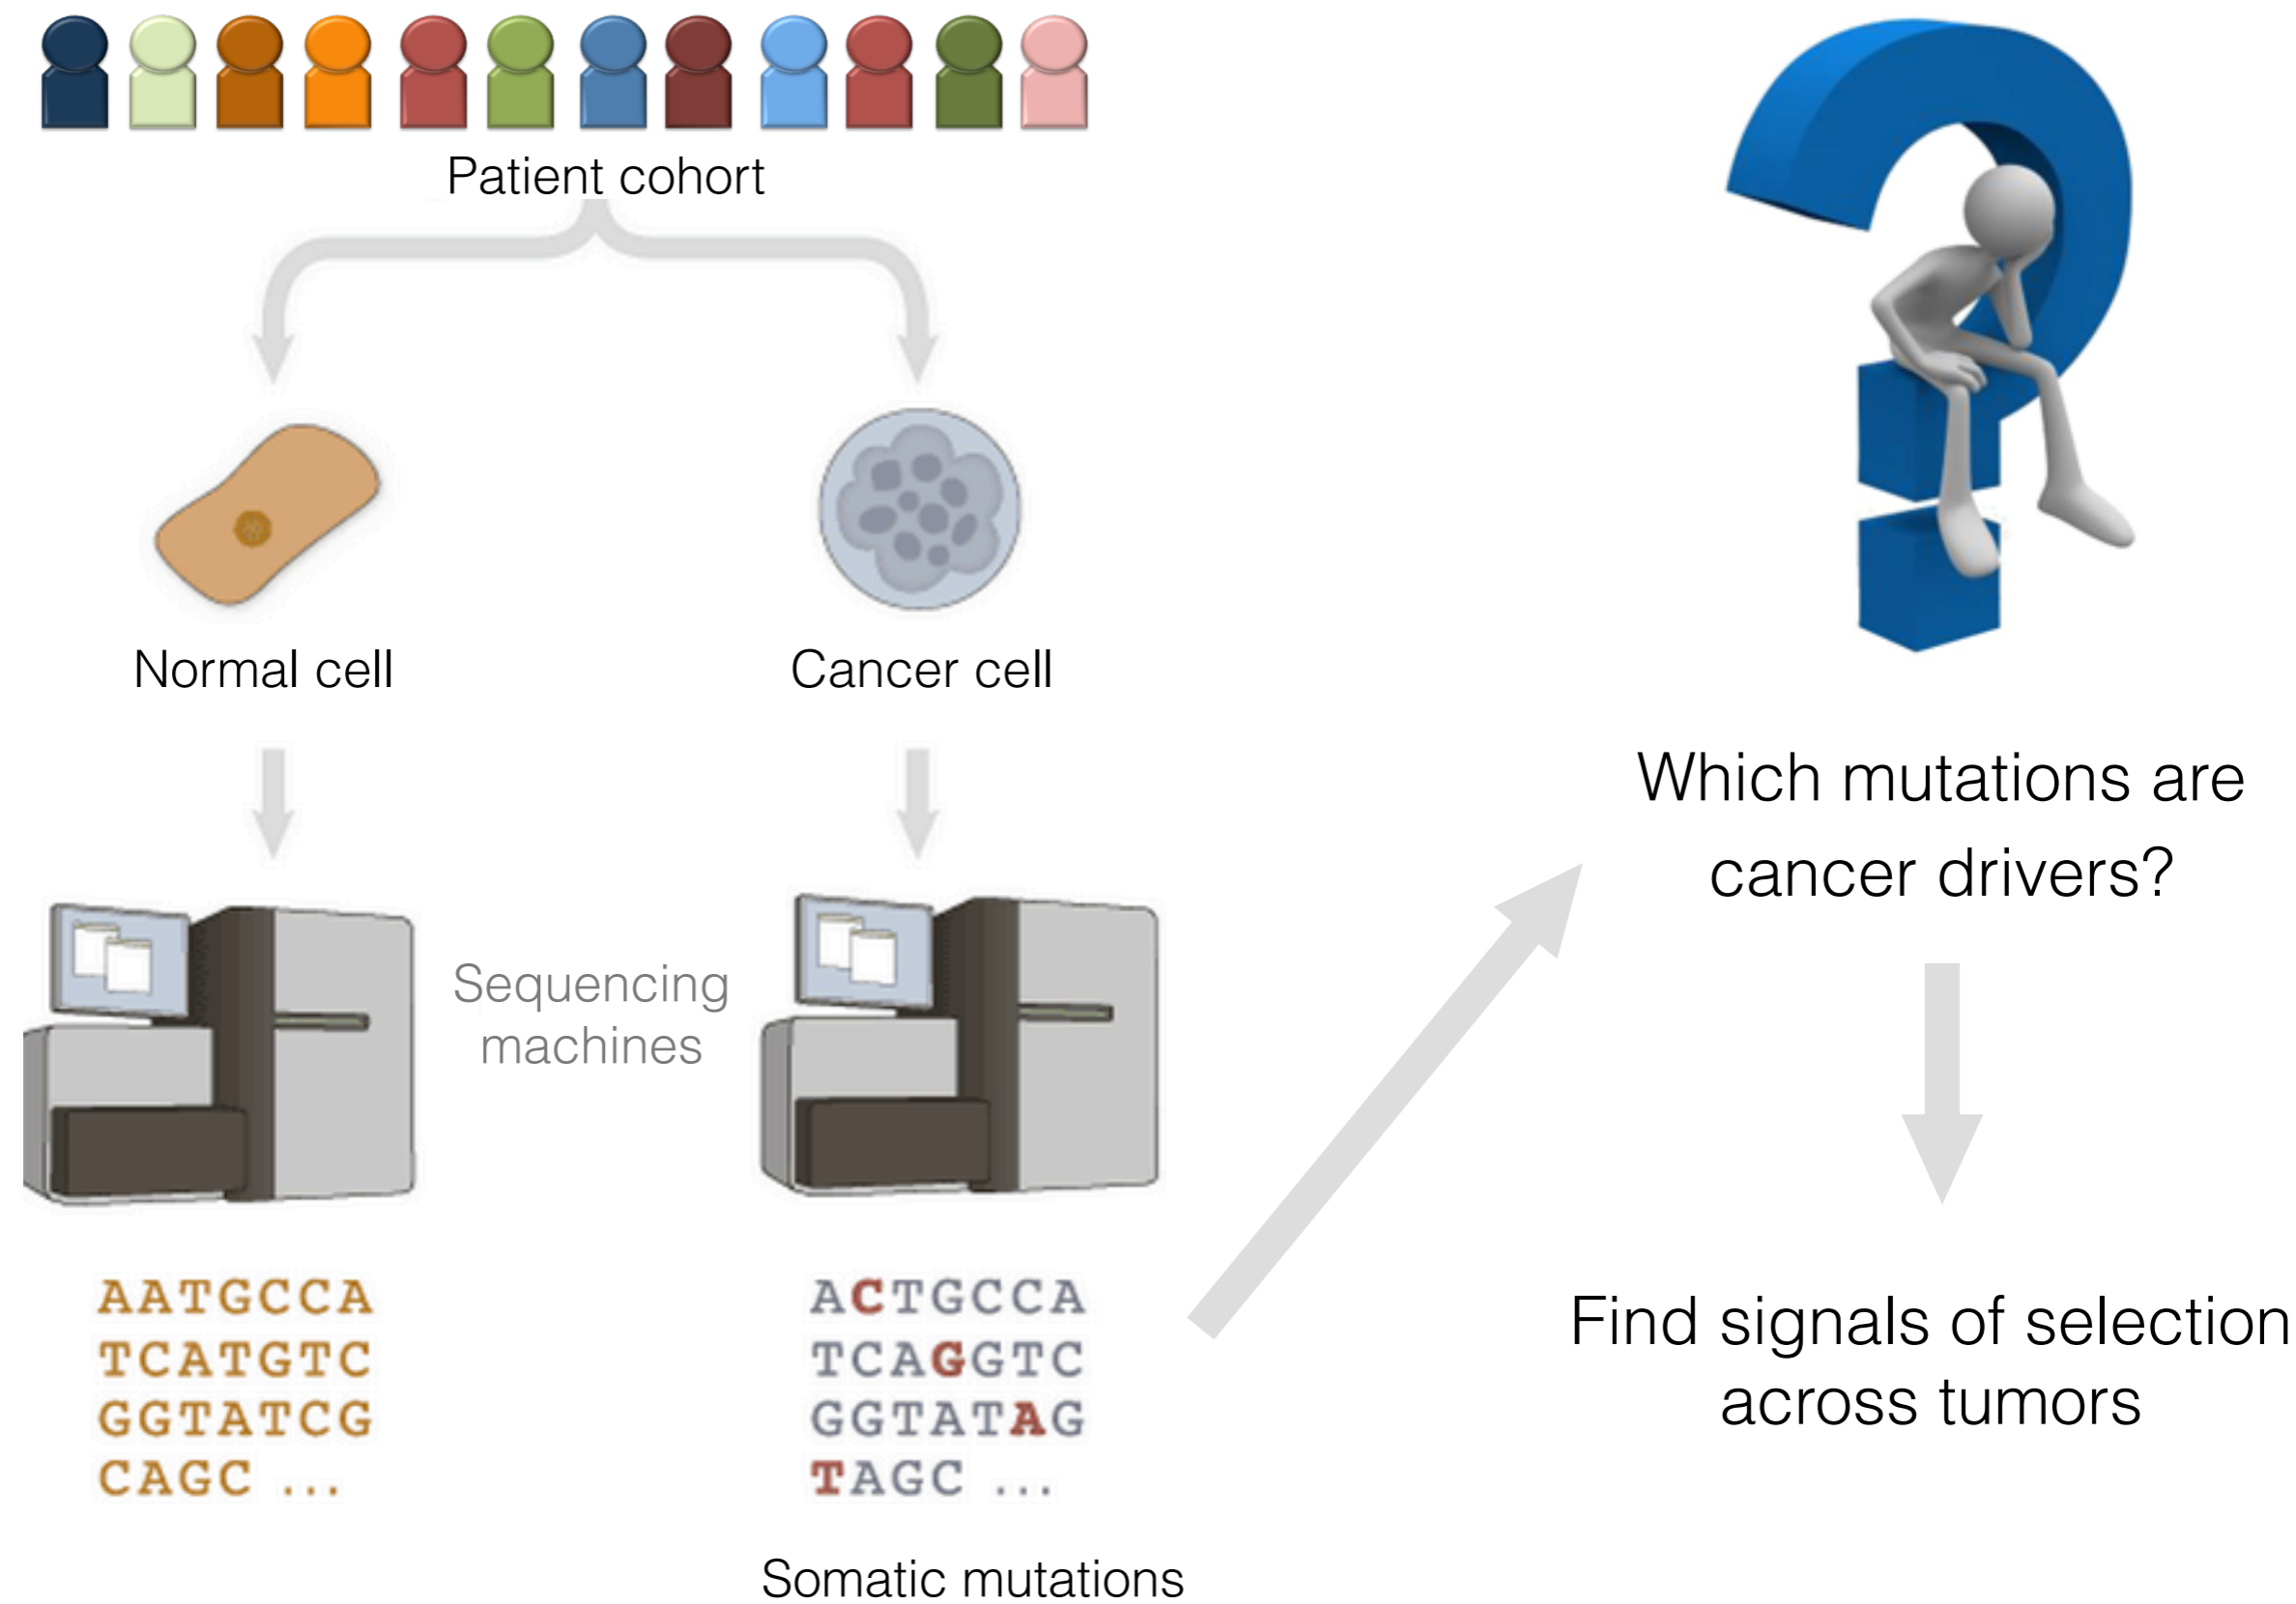 Patient cohort
Normal cell
Cancer cell
Sequencing
machines
AATGCCA
TCATGTC
GGTATCG
CAGC ...
ACTGCCA
TCAGGTC
GGTATAG
TAGC ...
Somatic mutations
Which mutations are
cancer drivers?
Find signals of selection
across tumors